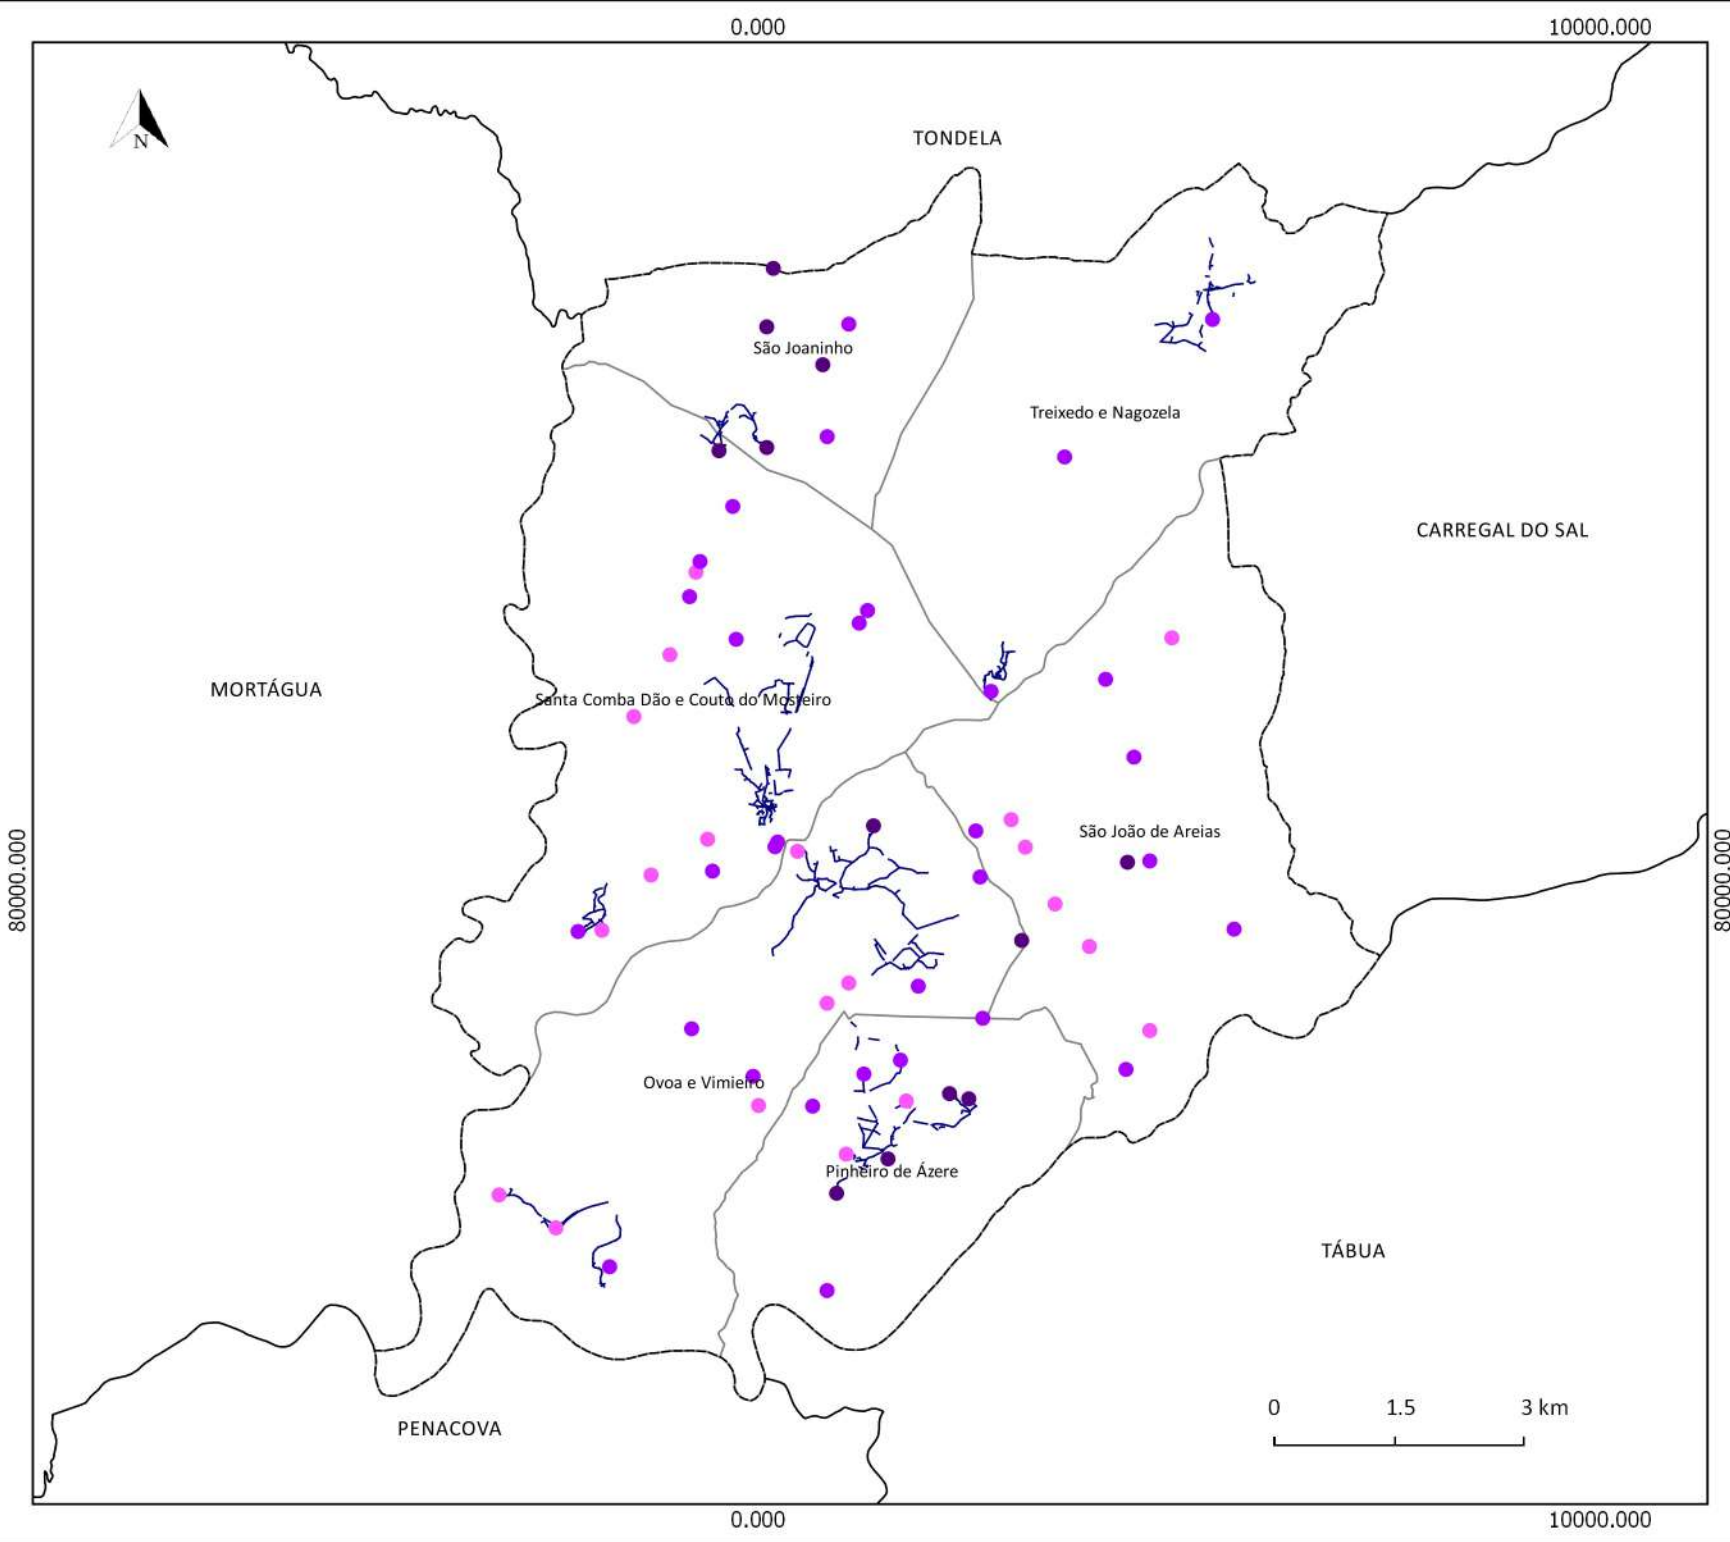 0.000
10000.000
N
TONDELA
São Joaninho
Treixedo e Nagozela
CARREGAL DO SAL
MORTÁGUA
Santa Comba Dão e Couto do Mosteiro
São João de Areias
80000.000
80000.000
Ovoa e Vimieiro
Pinheiro de Ázere
TÁBUA
0
1.5
3 km
PENACOVA
0.000
10000.000